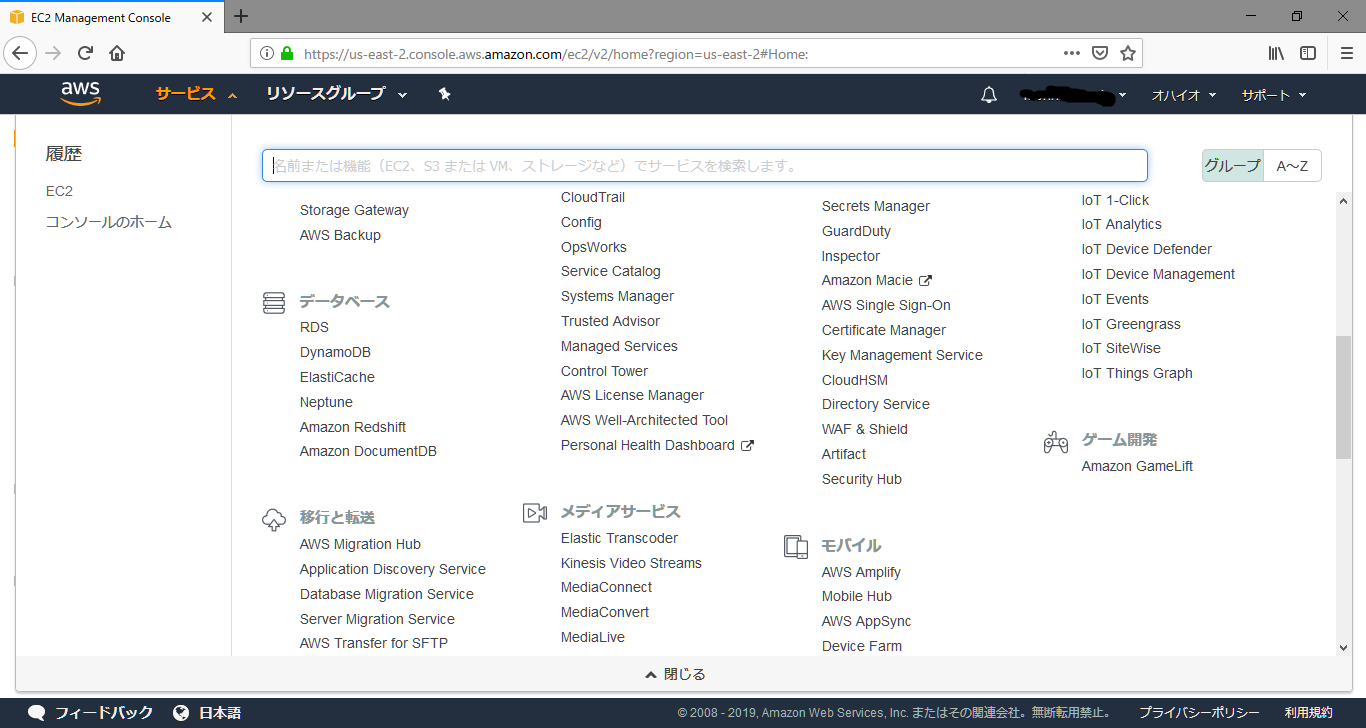 EC2 Management Console
https://us-east-2.console.aws.amazon.com/ec2/v2/home?region=us-east-2#Home:
aws
サービス
リソースグループ
オハイオ
サポート
履歴
EC2
コンソールのホーム
名前または機能（EC2、S3 または VM、ストレージなど）でサービスを検索します。
グループ
A～Z
Storage Gateway
AWS Backup
データベース
RDS
DynamoDB
ElastiCache
Neptune
Amazon Redshift
Amazon DocumentDB
移行と転送
AWS Migration Hub
Application Discovery Service
Database Migration Service
Server Migration Service
AWS Transfer for SFTP
CloudTrail
Config
OpsWorks
Service Catalog
Systems Manager
Trusted Advisor
Managed Services
Control Tower
AWS License Manager
AWS Well-Architected Tool
Personal Health Dashboard
メディアサービス
Elastic Transcoder
Kinesis Video Streams
MediaConnect
MediaConvert
MediaLive
Secrets Manager
GuardDuty
Inspector
Amazon Macie
AWS Single Sign-On
Certificate Manager
Key Management Service
CloudHSM
Directory Service
WAF & Shield
Artifact
Security Hub
モバイル
AWS Amplify
Mobile Hub
AWS AppSync
Device Farm
IoT 1-Click
IoT Analytics
IoT Device Defender
IoT Device Management
IoT Events
IoT Greengrass
IoT SiteWise
IoT Things Graph
ゲーム開発
Amazon GameLift
閉じる
フィードバック
日本語
© 2008 - 2019, Amazon Web Services, Inc. またはその関連会社。無断転用禁止。
プライバシーポリシー
利用規約